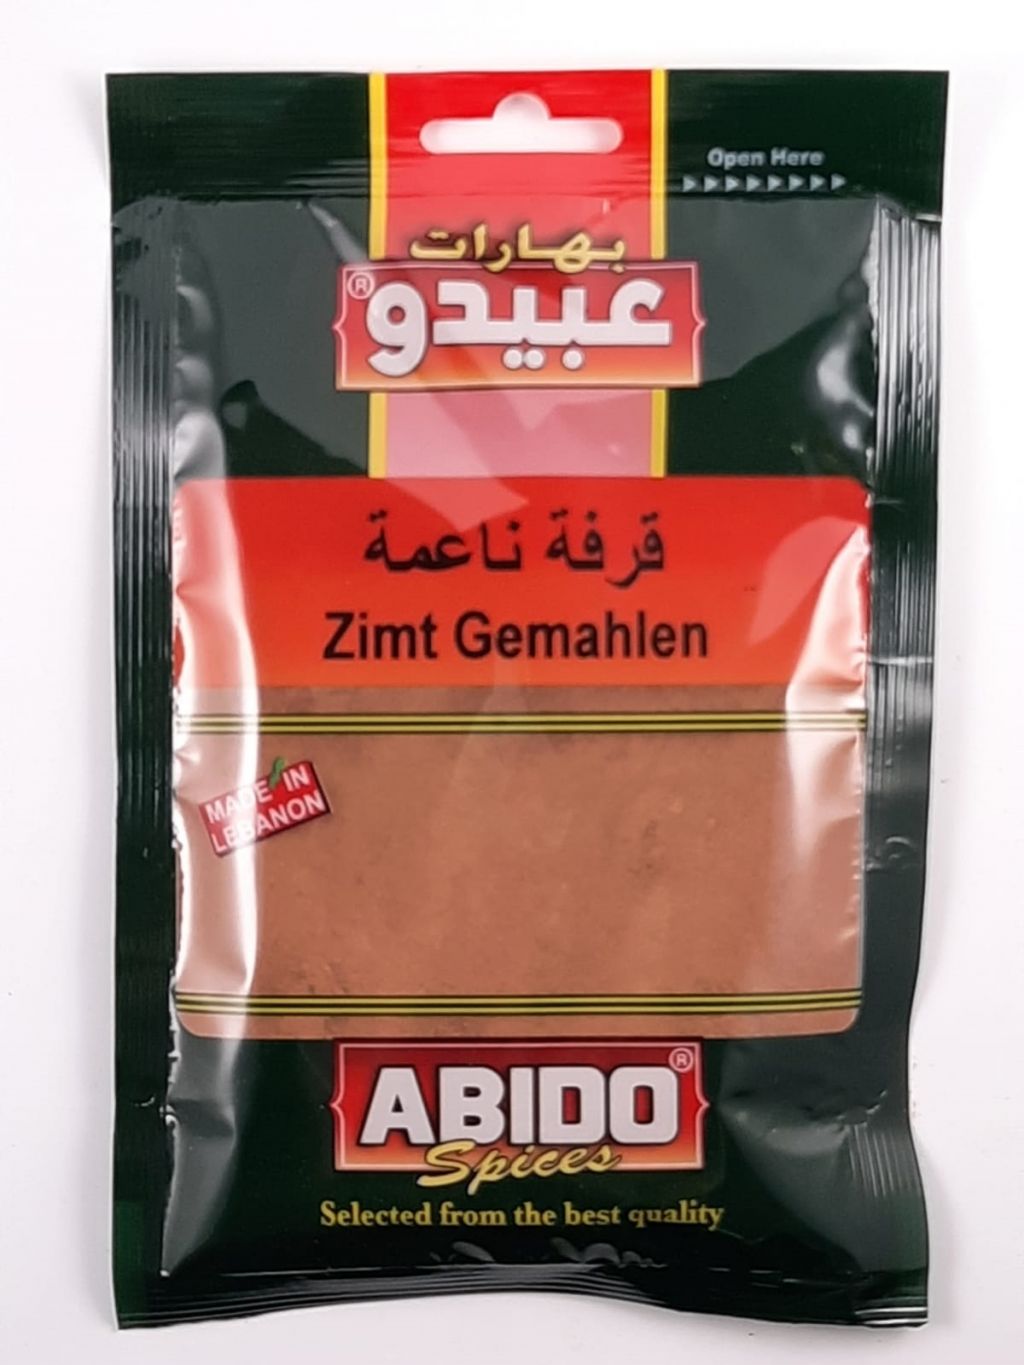 Open Here
بهارات
عبيدو®
قرفة ناعمة
Zimt Gemahlen
MADE IN
LEBANON
ABIDO®
Spices
Selected from the best quality